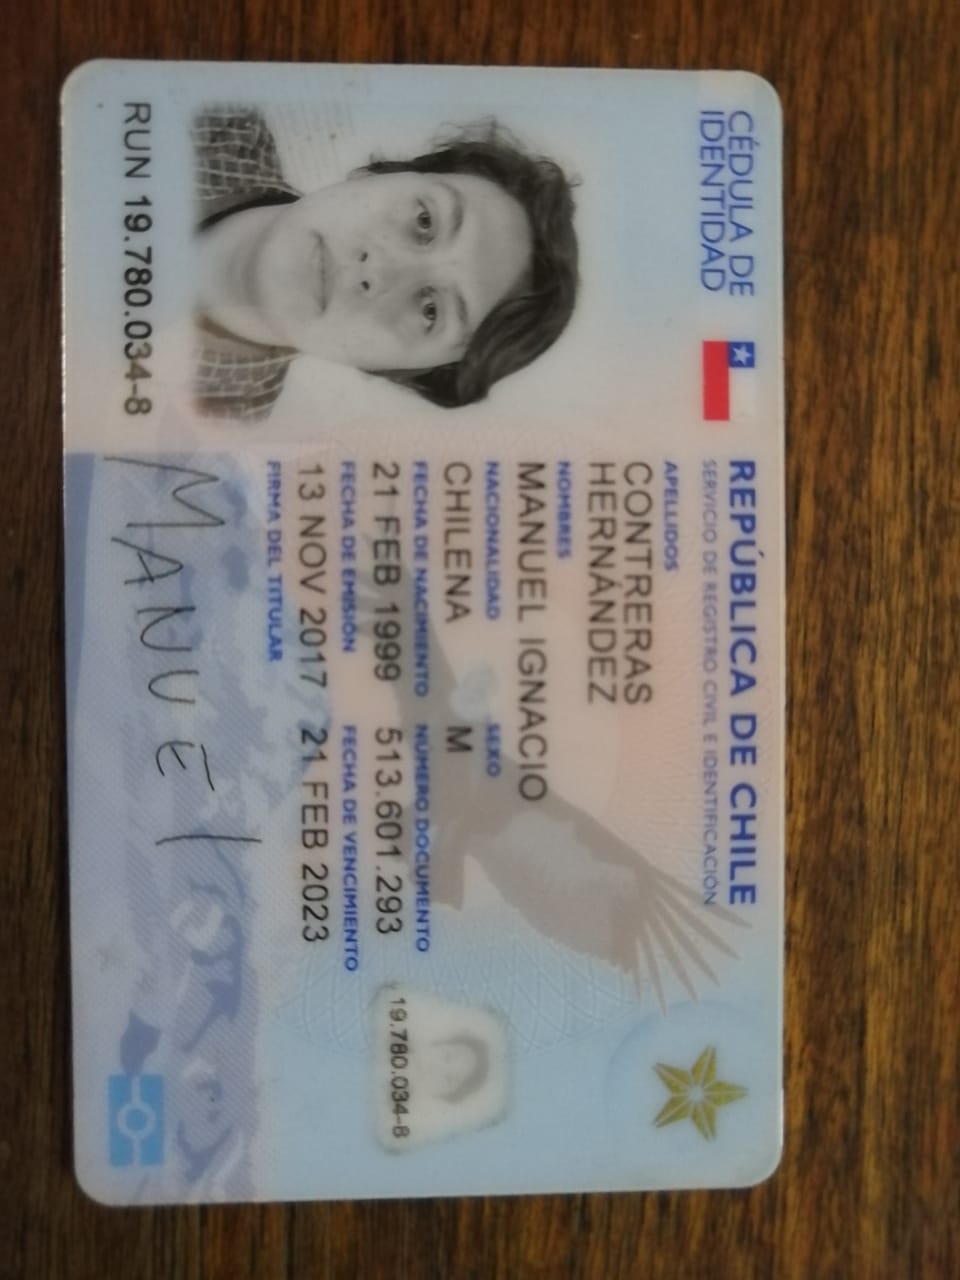 CÉDULA DE
IDENTIDAD
REPÚBLICA DE CHILE
SERVICIO DE REGISTRO CIVIL E IDENTIFICACIÓN
APELLIDOS
CONTRERAS
HERNÁNDEZ
NOMBRES
MANUEL IGNACIO
NACIONALIDAD SEXO
CHILENA M
FECHA DE NACIMIENTO NÚMERO DOCUMENTO
21 FEB 1999 513.601.293
19.780.034-8
FECHA DE EMISIÓN FECHA DE VENCIMIENTO
13 NOV 2017 21 FEB 2023
FIRMA DEL TITULAR
MANUEl
RUN 19.780.034-8